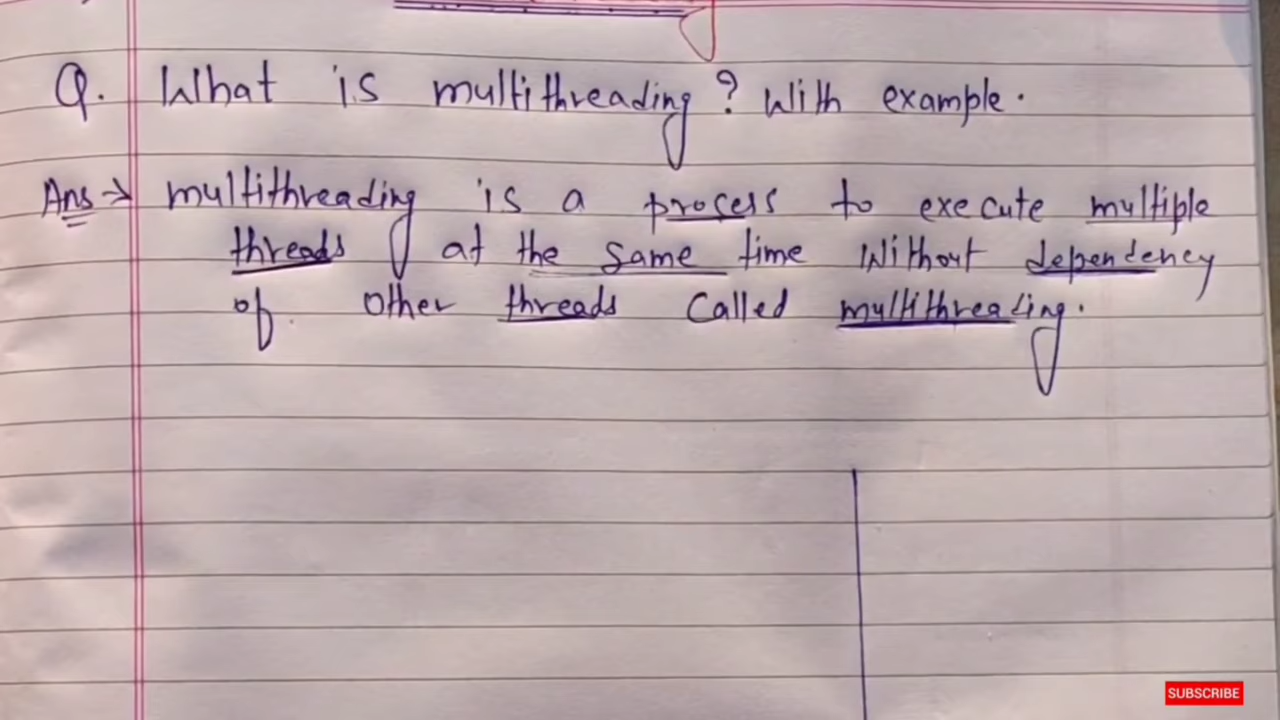 Q. What is multithreading? With example.
Ans → multithreading is a process to execute multiple
threads at the same time Without dependency
of other threads Called multithreading.
SUBSCRIBE